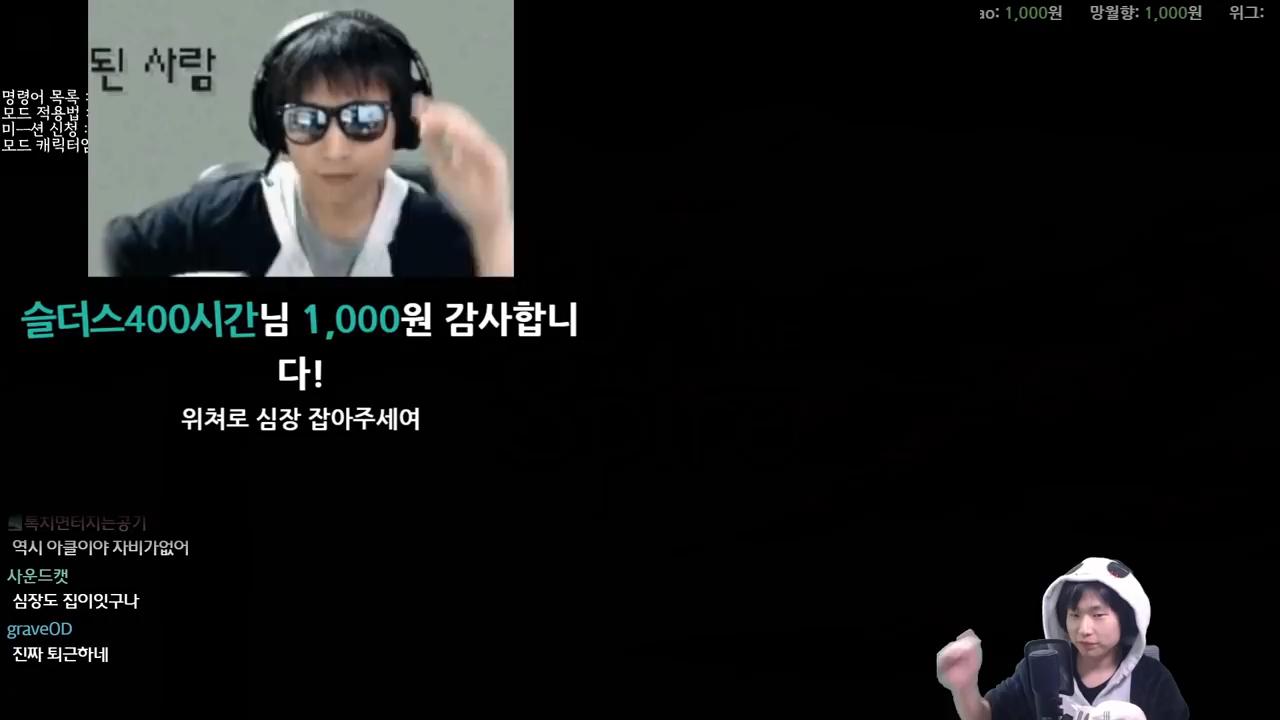 ao: 1,000원 망월향: 1,000원 위그:
된 사람
명령어 목록 :
모드 적용법 :
미—션 신청 :
모드 캐릭터
슬더스400시간님 1,000원 감사합니
다!
위쳐로 심장 잡아주세여
톡치면터지는공기
역시 아클이야 자비가없어
사운드캣
심장도 집이잇구나
graveOD
진짜 퇴근하네